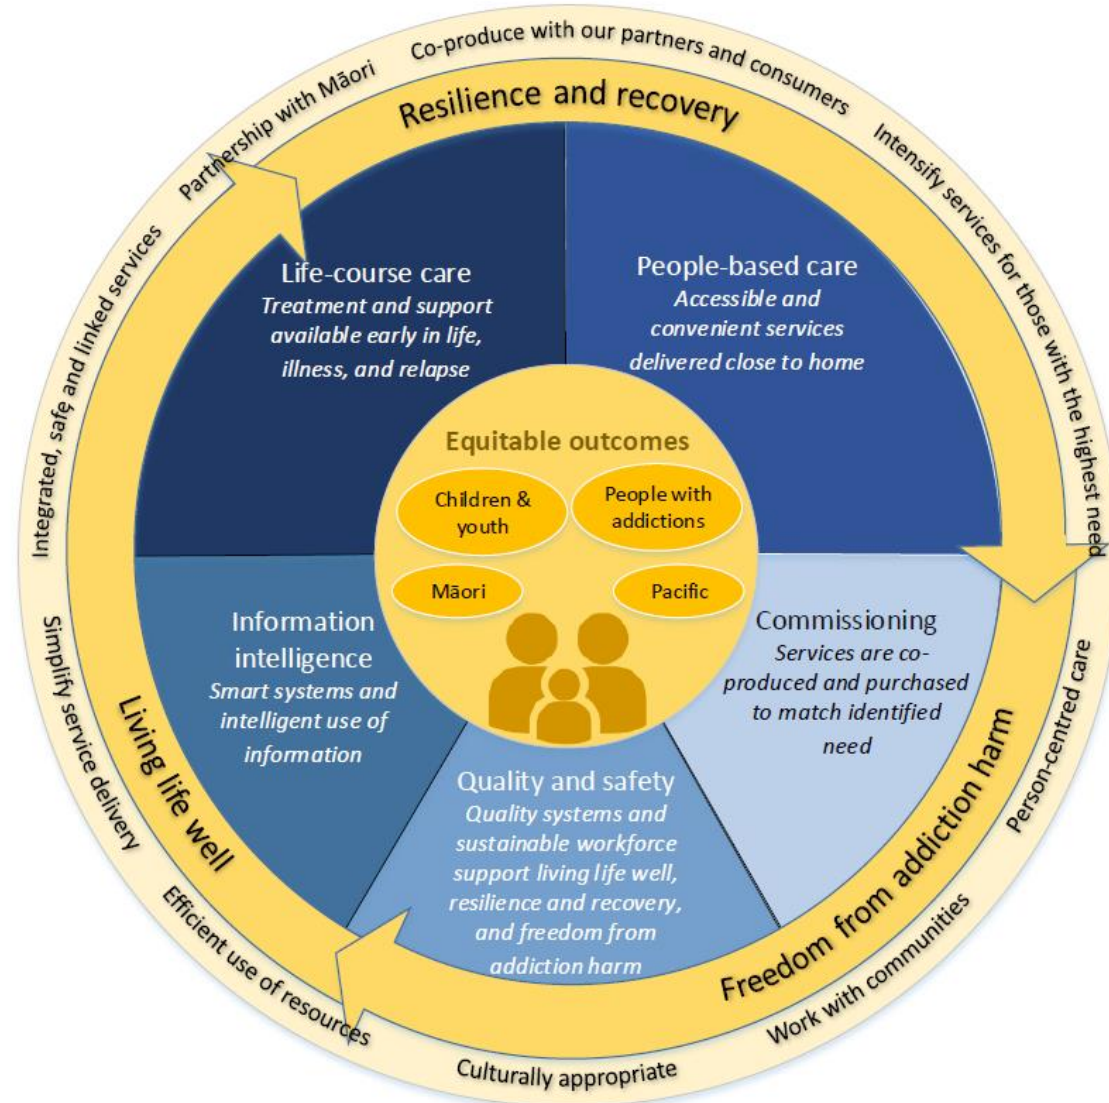 Co-produce with our partners and consumers
Intensify services for those with the highest need
Person-centred care
Work with communities
Culturally appropriate
Efficient use of resources
Simplify service delivery
Integrated, safe, and linked services
Partnership with Māori
Resilience and recovery
Freedom from addiction harm
Living life well
Life-course care
Treatment and support
available early in life,
illness, and relapse
People-based care
Accessible and
convenient services
delivered close to home
Commissioning
Services are co-
produced and purchased
to match identified
need
Quality and safety
Quality systems and
sustainable workforce
support living life well,
resilience and recovery,
and freedom from
addiction harm
Information
intelligence
Smart systems and
intelligent use of
information
Equitable outcomes
Children &
youth
People with
addictions
Māori
Pacific